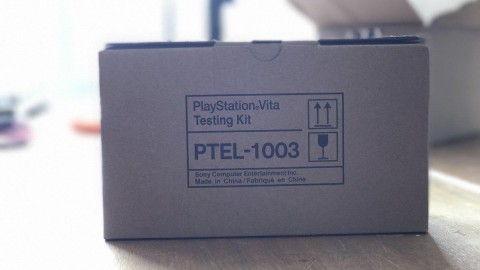 PlayStation®Vita
Testing Kit
PTEL-1003
Sony Computer Entertainment Inc.
Made in China / Fabriqué en Chine